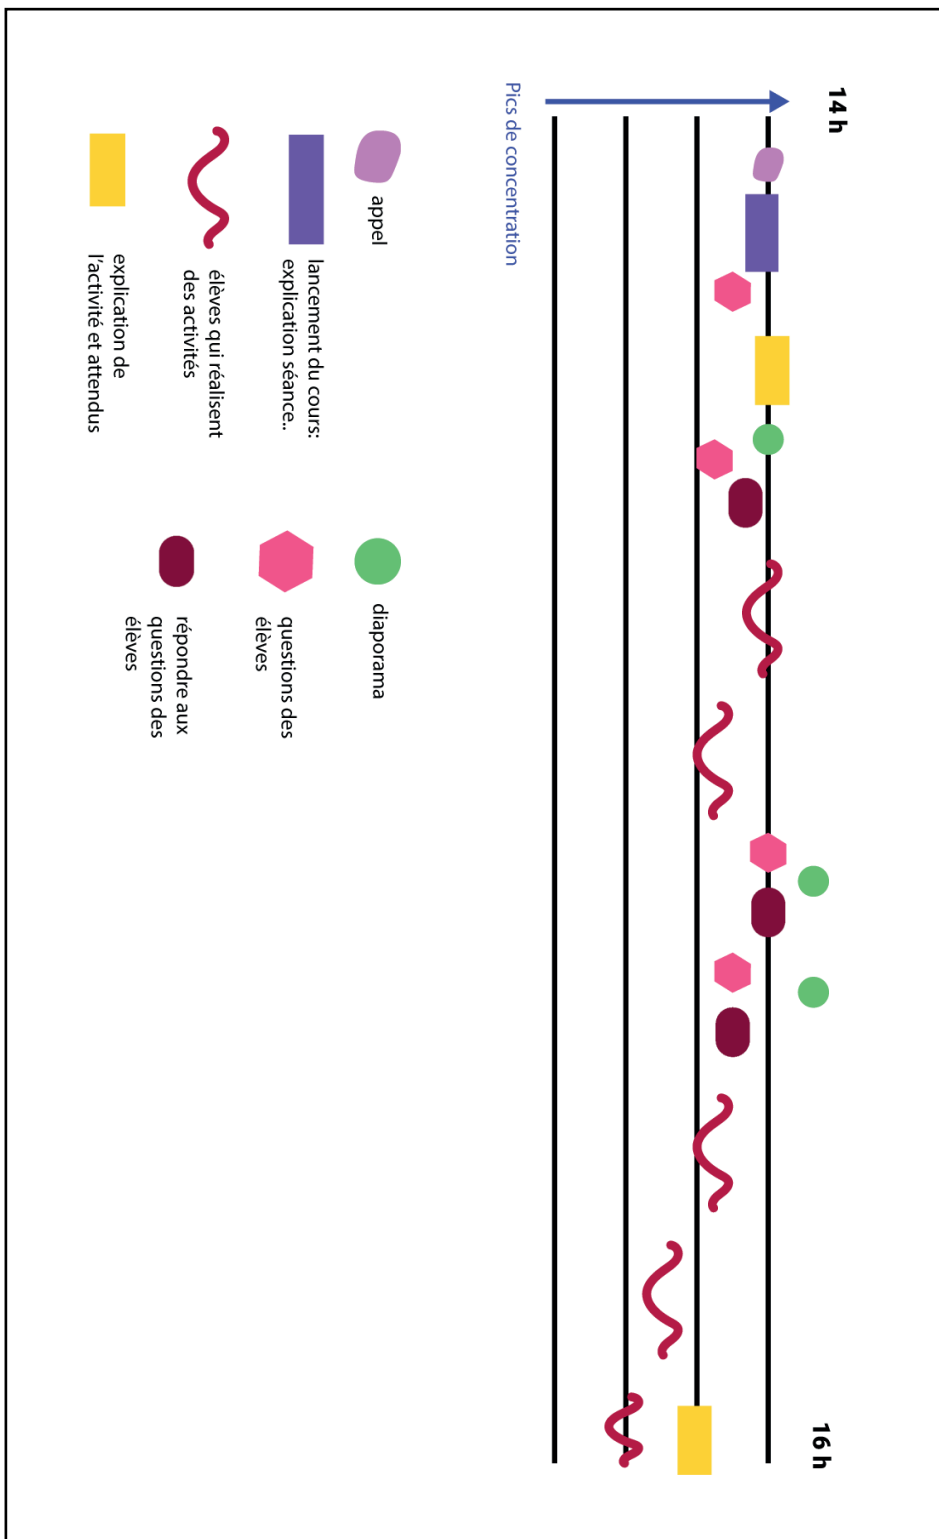 14 h
16 h
Pics de concentration
appel
lancement du cours:
explication séance..
élèves qui réalisent
des activités
explication de
l'activité et attendus
diaporama
questions des
élèves
répondre aux
questions des
élèves